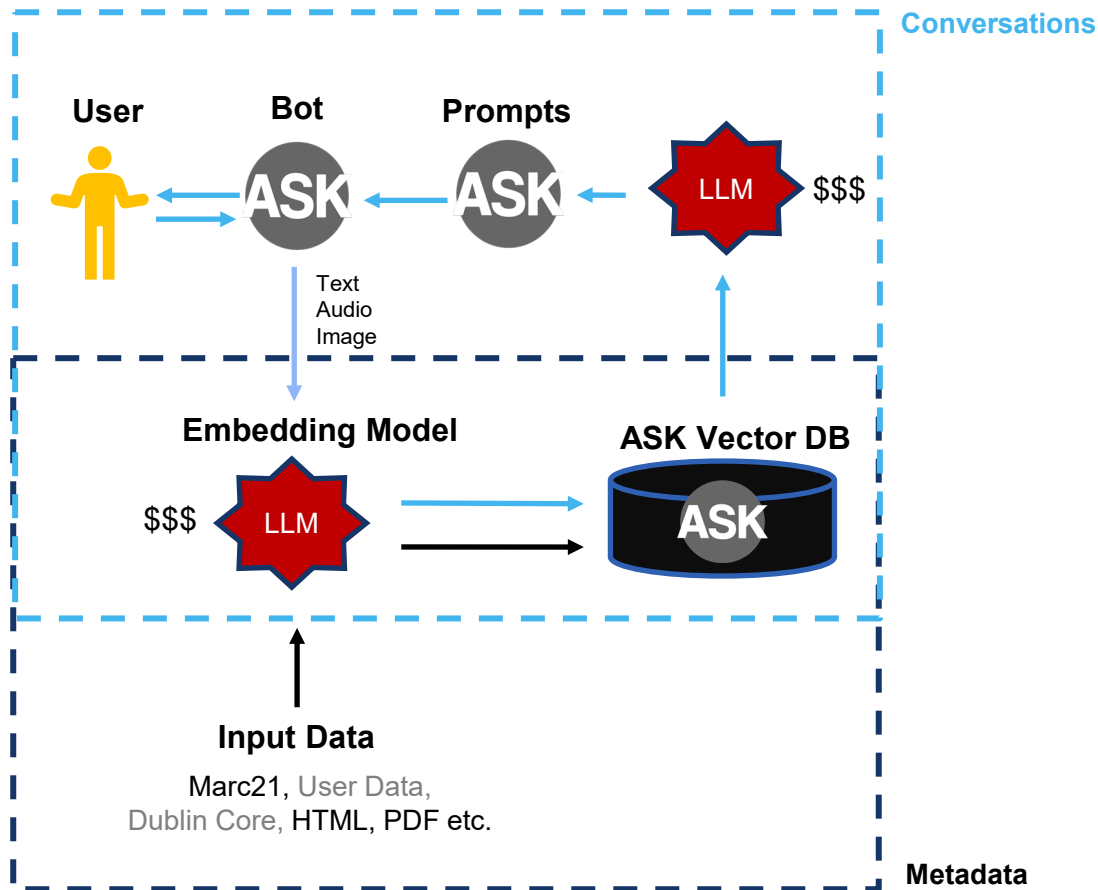 Conversations
User
Bot
Prompts
ASK
ASK
LLM
$$$
Text
Audio
Image
Embedding Model
ASK Vector DB
$$$
LLM
ASK
Input Data
Marc21, User Data,
Dublin Core, HTML, PDF etc.
Metadata